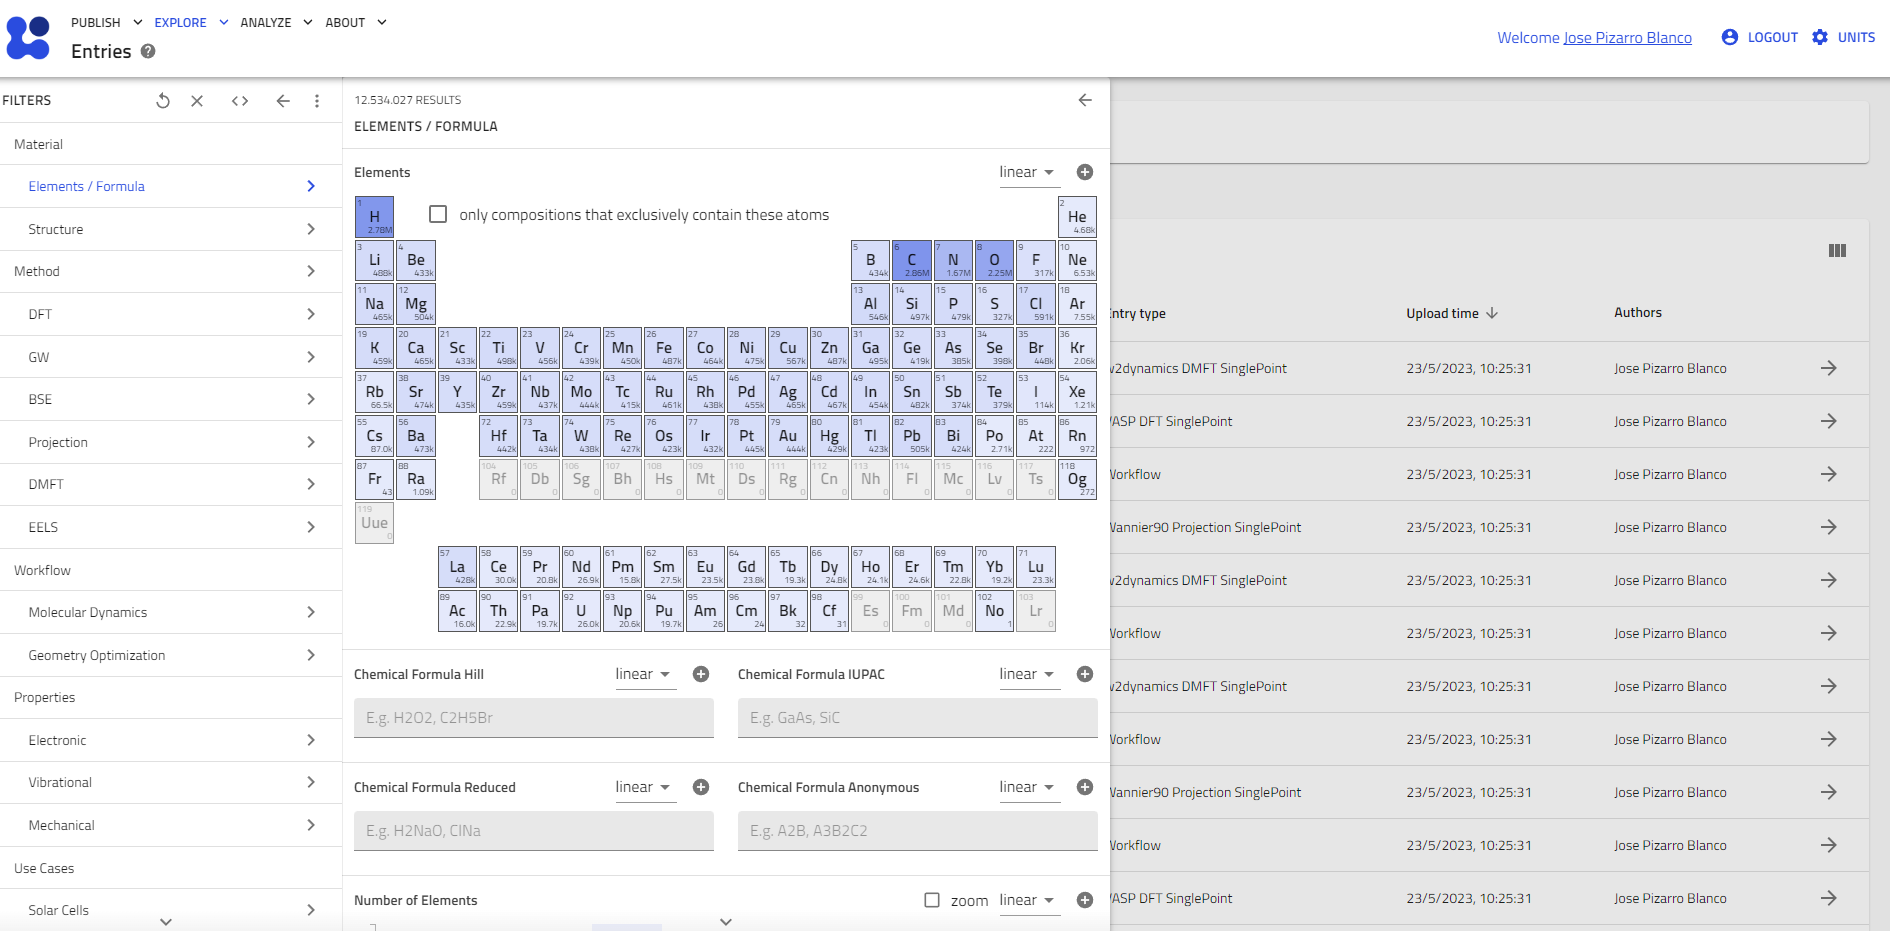 PUBLISH EXPLORE ANALYZE ABOUT
Entries
Welcome Jose Pizarro Blanco LOGOUT UNITS
FILTERS
Material
Elements / Formula
Structure
Method
DFT
GW
BSE
Projection
DMFT
EELS
Workflow
Molecular Dynamics
Geometry Optimization
Properties
Electronic
Vibrational
Mechanical
Use Cases
Solar Cells
12.534.027 RESULTS
ELEMENTS / FORMULA
Elements linear
only compositions that exclusively contain these atoms
1 H 2.78M 2 He 4.68k
3 Li 488k 4 Be 433k 5 B 434k 6 C 2.86M 7 N 1.67M 8 O 2.25M 9 F 317k 10 Ne 6.53k
11 Na 465k 12 Mg 504k 13 Al 546k 14 Si 497k 15 P 479k 16 S 327k 17 Cl 591k 18 Ar 7.55k
19 K 459k 20 Ca 465k 21 Sc 433k 22 Ti 498k 23 V 456k 24 Cr 439k 25 Mn 450k 26 Fe 487k 27 Co 464k 28 Ni 475k 29 Cu 567k 30 Zn 487k 31 Ga 495k 32 Ge 419k 33 As 385k 34 Se 398k 35 Br 448k 36 Kr 2.06k
37 Rb 66.5k 38 Sr 474k 39 Y 435k 40 Zr 459k 41 Nb 437k 42 Mo 444k 43 Tc 415k 44 Ru 461k 45 Rh 438k 46 Pd 455k 47 Ag 465k 48 Cd 467k 49 In 454k 50 Sn 482k 51 Sb 374k 52 Te 379k 53 I 114k 54 Xe 1.21k
55 Cs 87.0k 56 Ba 473k 72 Hf 442k 73 Ta 434k 74 W 438k 75 Re 427k 76 Os 423k 77 Ir 432k 78 Pt 445k 79 Au 444k 80 Hg 429k 81 Tl 423k 82 Pb 505k 83 Bi 424k 84 Po 2.71k 85 At 222 86 Rn 972
87 Fr 43 88 Ra 1.09k 104 Rf 0 105 Db 0 106 Sg 0 107 Bh 0 108 Hs 0 109 Mt 0 110 Ds 0 111 Rg 0 112 Cn 0 113 Nh 0 114 Fl 0 115 Mc 0 116 Lv 0 117 Ts 0 118 Og 272
119 Uue 0
57 La 428k 58 Ce 30.0k 59 Pr 20.8k 60 Nd 26.9k 61 Pm 15.8k 62 Sm 27.5k 63 Eu 23.5k 64 Gd 23.8k 65 Tb 19.3k 66 Dy 24.8k 67 Ho 24.1k 68 Er 24.6k 69 Tm 22.8k 70 Yb 19.2k 71 Lu 23.3k
89 Ac 16.0k 90 Th 22.9k 91 Pa 19.7k 92 U 26.0k 93 Np 20.6k 94 Pu 19.7k 95 Am 26 96 Cm 24 97 Bk 32 98 Cf 31 99 Es 0 100 Fm 0 101 Md 0 102 No 1 103 Lr 0
Chemical Formula Hill linear Chemical Formula IUPAC linear
E.g. H2O2, C2H5Br E.g. GaAs, SiC
Chemical Formula Reduced linear Chemical Formula Anonymous linear
E.g. H2NaO, ClNa E.g. A2B, A3B2C2
Number of Elements zoom linear
Entry type Upload time Authors
w2dynamics DMFT SinglePoint 23/5/2023, 10:25:31 Jose Pizarro Blanco
VASP DFT SinglePoint 23/5/2023, 10:25:31 Jose Pizarro Blanco
Workflow 23/5/2023, 10:25:31 Jose Pizarro Blanco
Wannier90 Projection SinglePoint 23/5/2023, 10:25:31 Jose Pizarro Blanco
w2dynamics DMFT SinglePoint 23/5/2023, 10:25:31 Jose Pizarro Blanco
Workflow 23/5/2023, 10:25:31 Jose Pizarro Blanco
w2dynamics DMFT SinglePoint 23/5/2023, 10:25:31 Jose Pizarro Blanco
Workflow 23/5/2023, 10:25:31 Jose Pizarro Blanco
Wannier90 Projection SinglePoint 23/5/2023, 10:25:31 Jose Pizarro Blanco
Workflow 23/5/2023, 10:25:31 Jose Pizarro Blanco
VASP DFT SinglePoint 23/5/2023, 10:25:31 Jose Pizarro Blanco